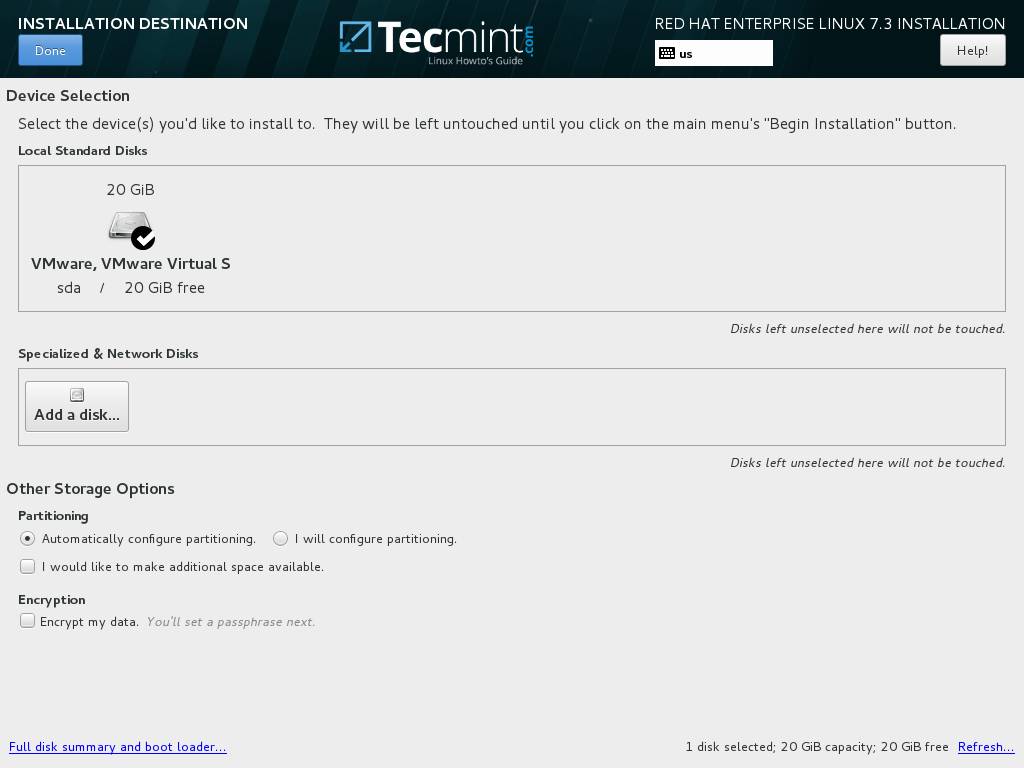 INSTALLATION DESTINATION
Done
Tecmint.com
Linux Howto's Guide
RED HAT ENTERPRISE LINUX 7.3 INSTALLATION
us
Help!
Device Selection
Select the device(s) you'd like to install to.  They will be left untouched until you click on the main menu's "Begin Installation" button.
Local Standard Disks
20 GiB
VMware, VMware Virtual S
sda / 20 GiB free
Disks left unselected here will not be touched.
Specialized & Network Disks
Add a disk...
Disks left unselected here will not be touched.
Other Storage Options
Partitioning
Automatically configure partitioning. I will configure partitioning.
I would like to make additional space available.
Encryption
Encrypt my data. You'll set a passphrase next.
Full disk summary and boot loader... 1 disk selected; 20 GiB capacity; 20 GiB free Refresh...